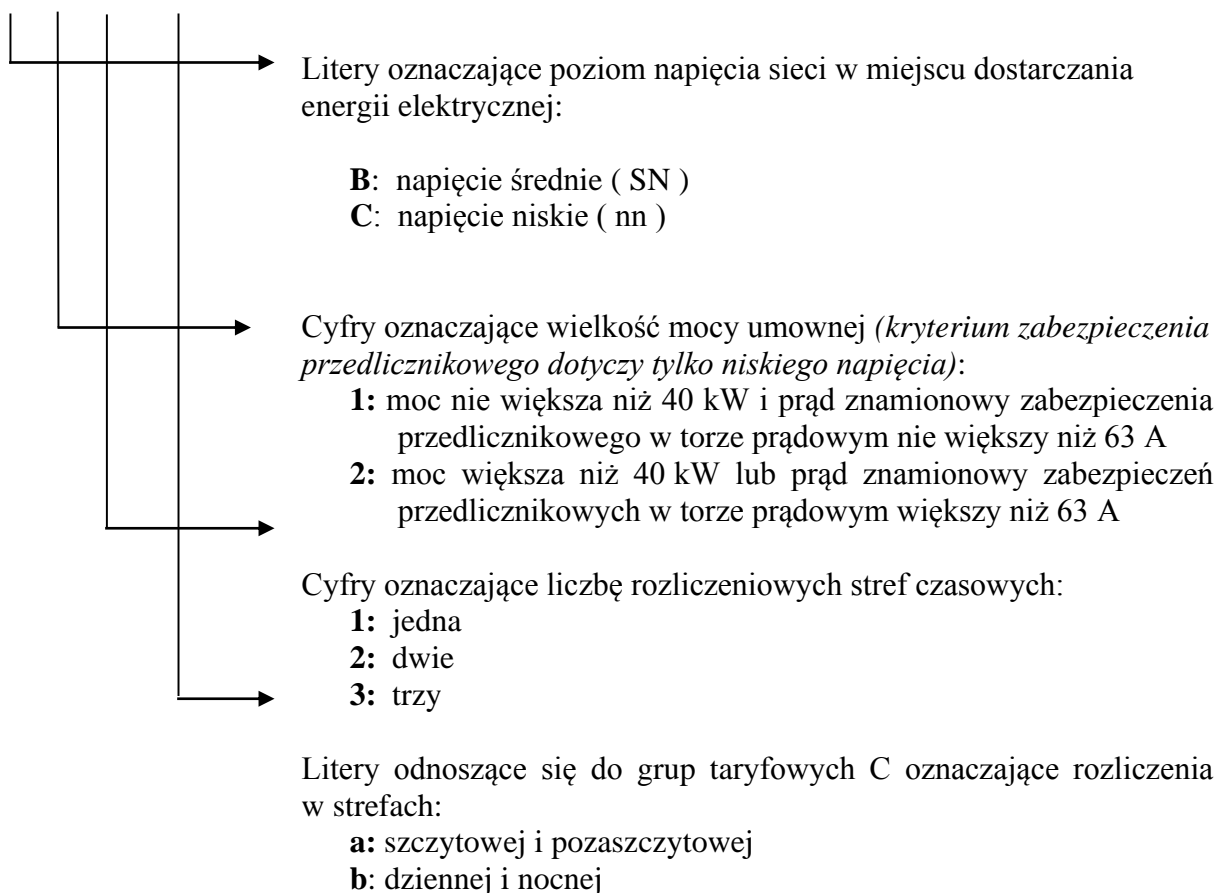 Litery oznaczające poziom napięcia sieci w miejscu dostarczania
energii elektrycznej:
B: napięcie średnie ( SN )
C: napięcie niskie ( nn )
Cyfry oznaczające wielkość mocy umownej (kryterium zabezpieczenia
przedlicznikowego dotyczy tylko niskiego napięcia):
1: moc nie większa niż 40 kW i prąd znamionowy zabezpieczenia
przedlicznikowego w torze prądowym nie większy niż 63 A
2: moc większa niż 40 kW lub prąd znamionowy zabezpieczeń
przedlicznikowych w torze prądowym większy niż 63 A
Cyfry oznaczające liczbę rozliczeniowych stref czasowych:
1: jedna
2: dwie
3: trzy
Litery odnoszące się do grup taryfowych C oznaczające rozliczenia
w strefach:
a: szczytowej i pozaszczytowej
b: dziennej i nocnej